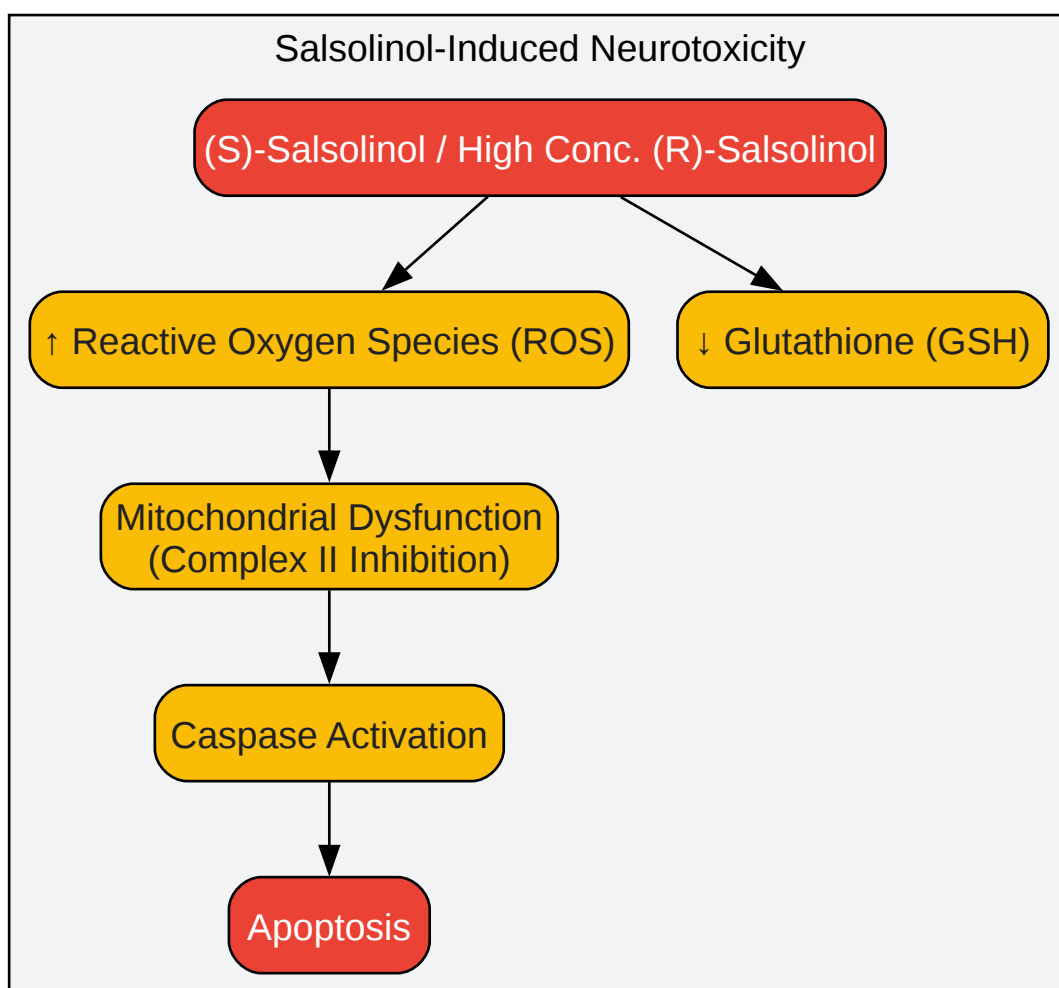 Salsolinol-Induced Neurotoxicity
(S)-Salsolinol / High Conc. (R)-Salsolinol
↑ Reactive Oxygen Species (ROS)
↓ Glutathione (GSH)
Mitochondrial Dysfunction
(Complex II Inhibition)
Caspase Activation
Apoptosis